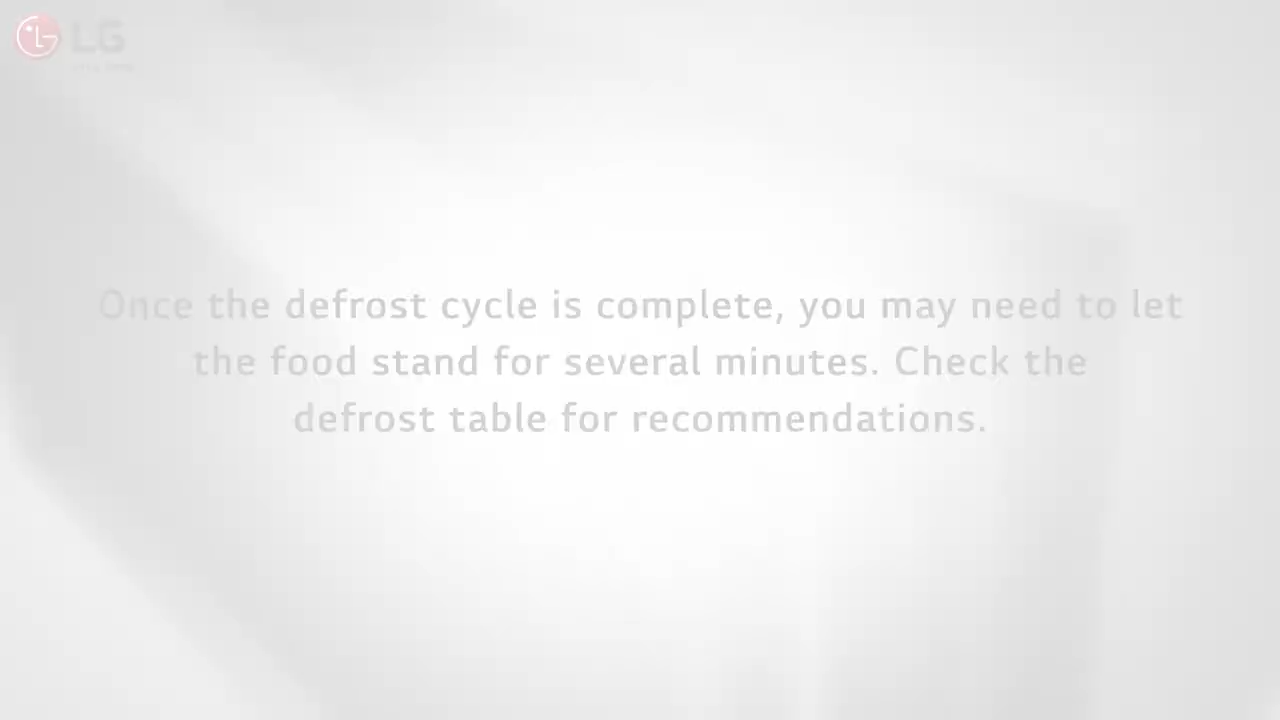 LG
Once the defrost cycle is complete, you may need to let
the food stand for several minutes. Check the
defrost table for recommendations.